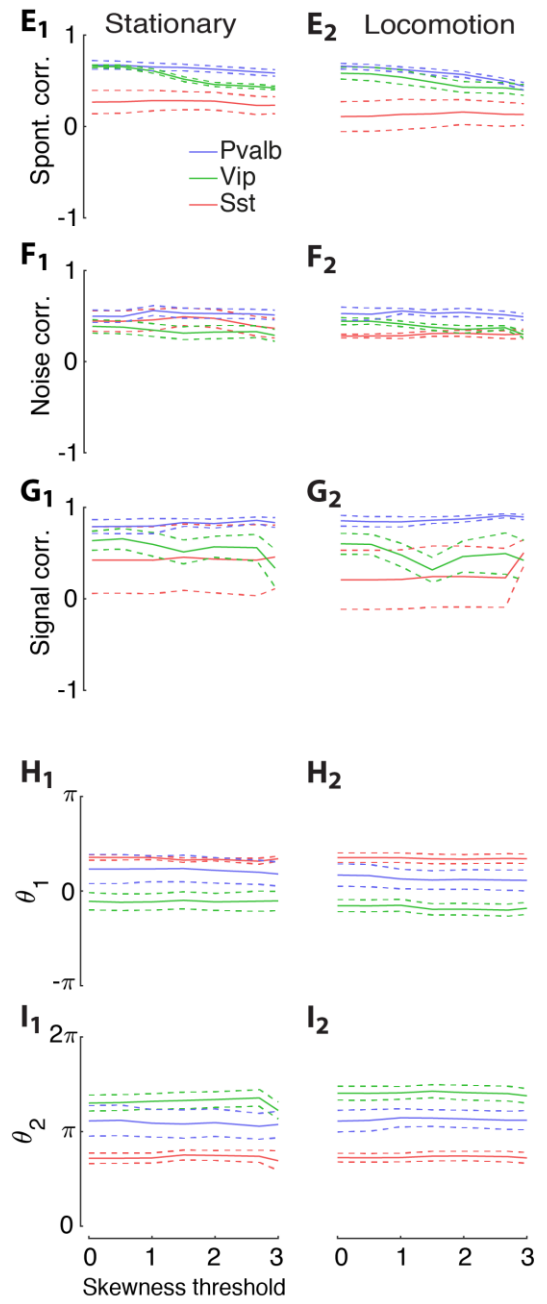 E1 Stationary E2 Locomotion
1
0
-1
Spont. corr.
Pvalb
Vip
Sst
F1 F2
1
0
-1
Noise corr.
G1 G2
1
0
-1
Signal corr.
H1 H2
π
0
-π
θ1
I1 I2
2π
π
0
θ2
0 1 2 3 0 1 2 3
Skewness threshold